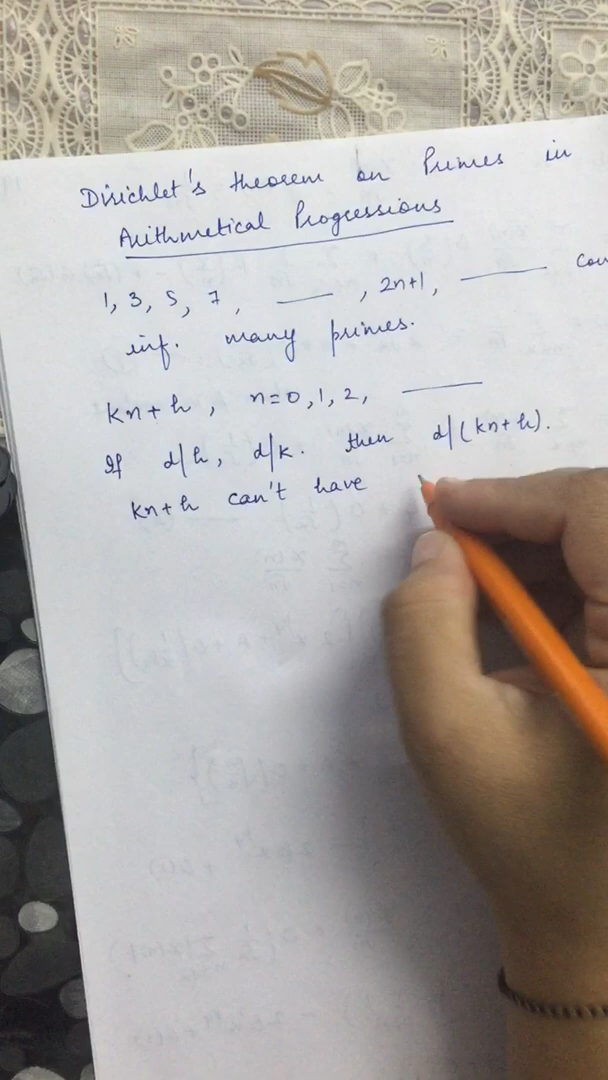 Dirichlet's theorem on Primes in
Arithmetical Progressions
1, 3, 5, 7, ——— , 2n+1, ———
inf. many primes.
kn+h, n=0,1,2, ———
If d/h, d/k. then d/(kn+h).
kn+h can't have